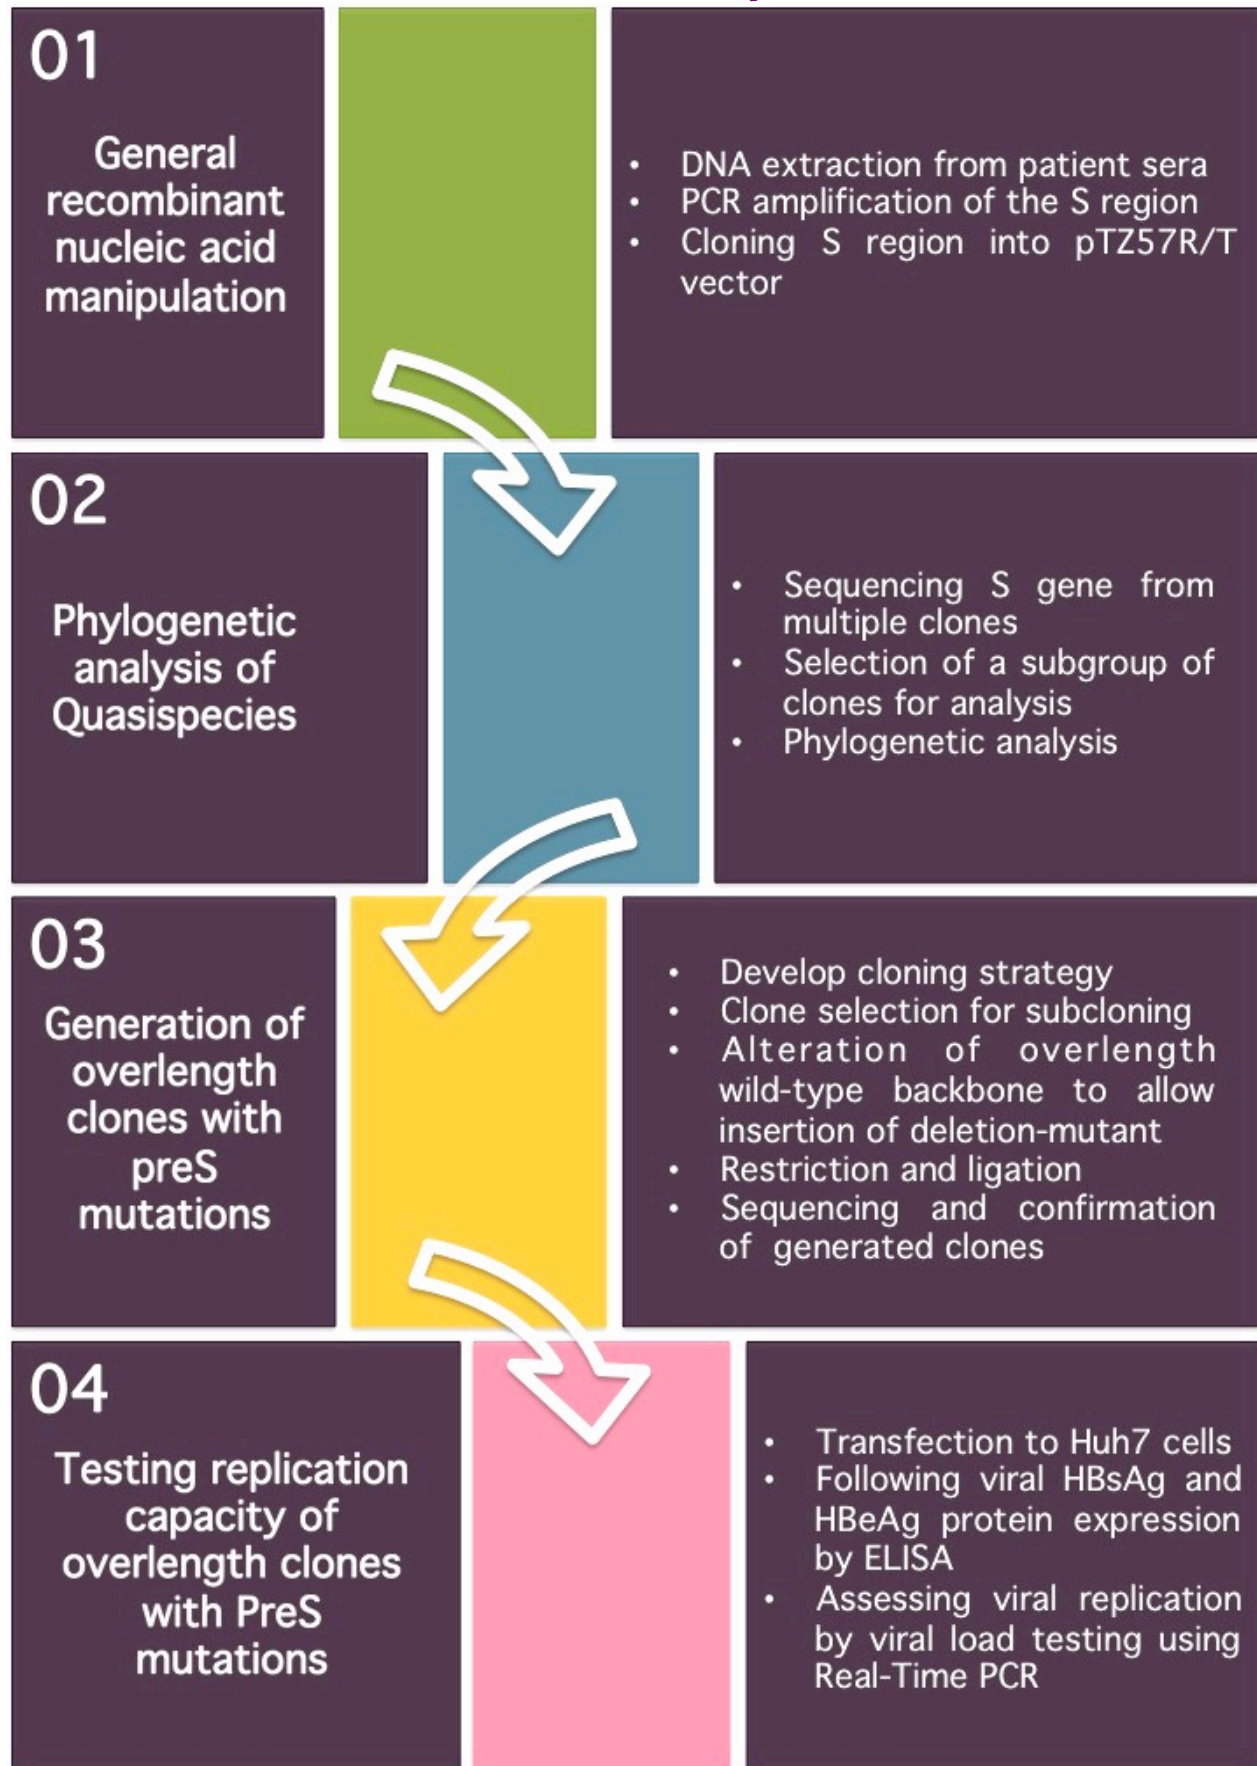 01
General
recombinant
nucleic acid
manipulation
• DNA extraction from patient sera
• PCR amplification of the S region
• Cloning S region into pTZ57R/T
vector
02
Phylogenetic
analysis of
Quasispecies
• Sequencing S gene from
multiple clones
• Selection of a subgroup of
clones for analysis
• Phylogenetic analysis
03
Generation of
overlength
clones with
preS
mutations
• Develop cloning strategy
• Clone selection for subcloning
• Alteration of overlength
wild-type backbone to allow
insertion of deletion-mutant
• Restriction and ligation
• Sequencing and confirmation
of generated clones
04
Testing replication
capacity of
overlength clones
with PreS
mutations
• Transfection to Huh7 cells
• Following viral HBsAg and
HBeAg protein expression
by ELISA
• Assessing viral replication
by viral load testing using
Real-Time PCR